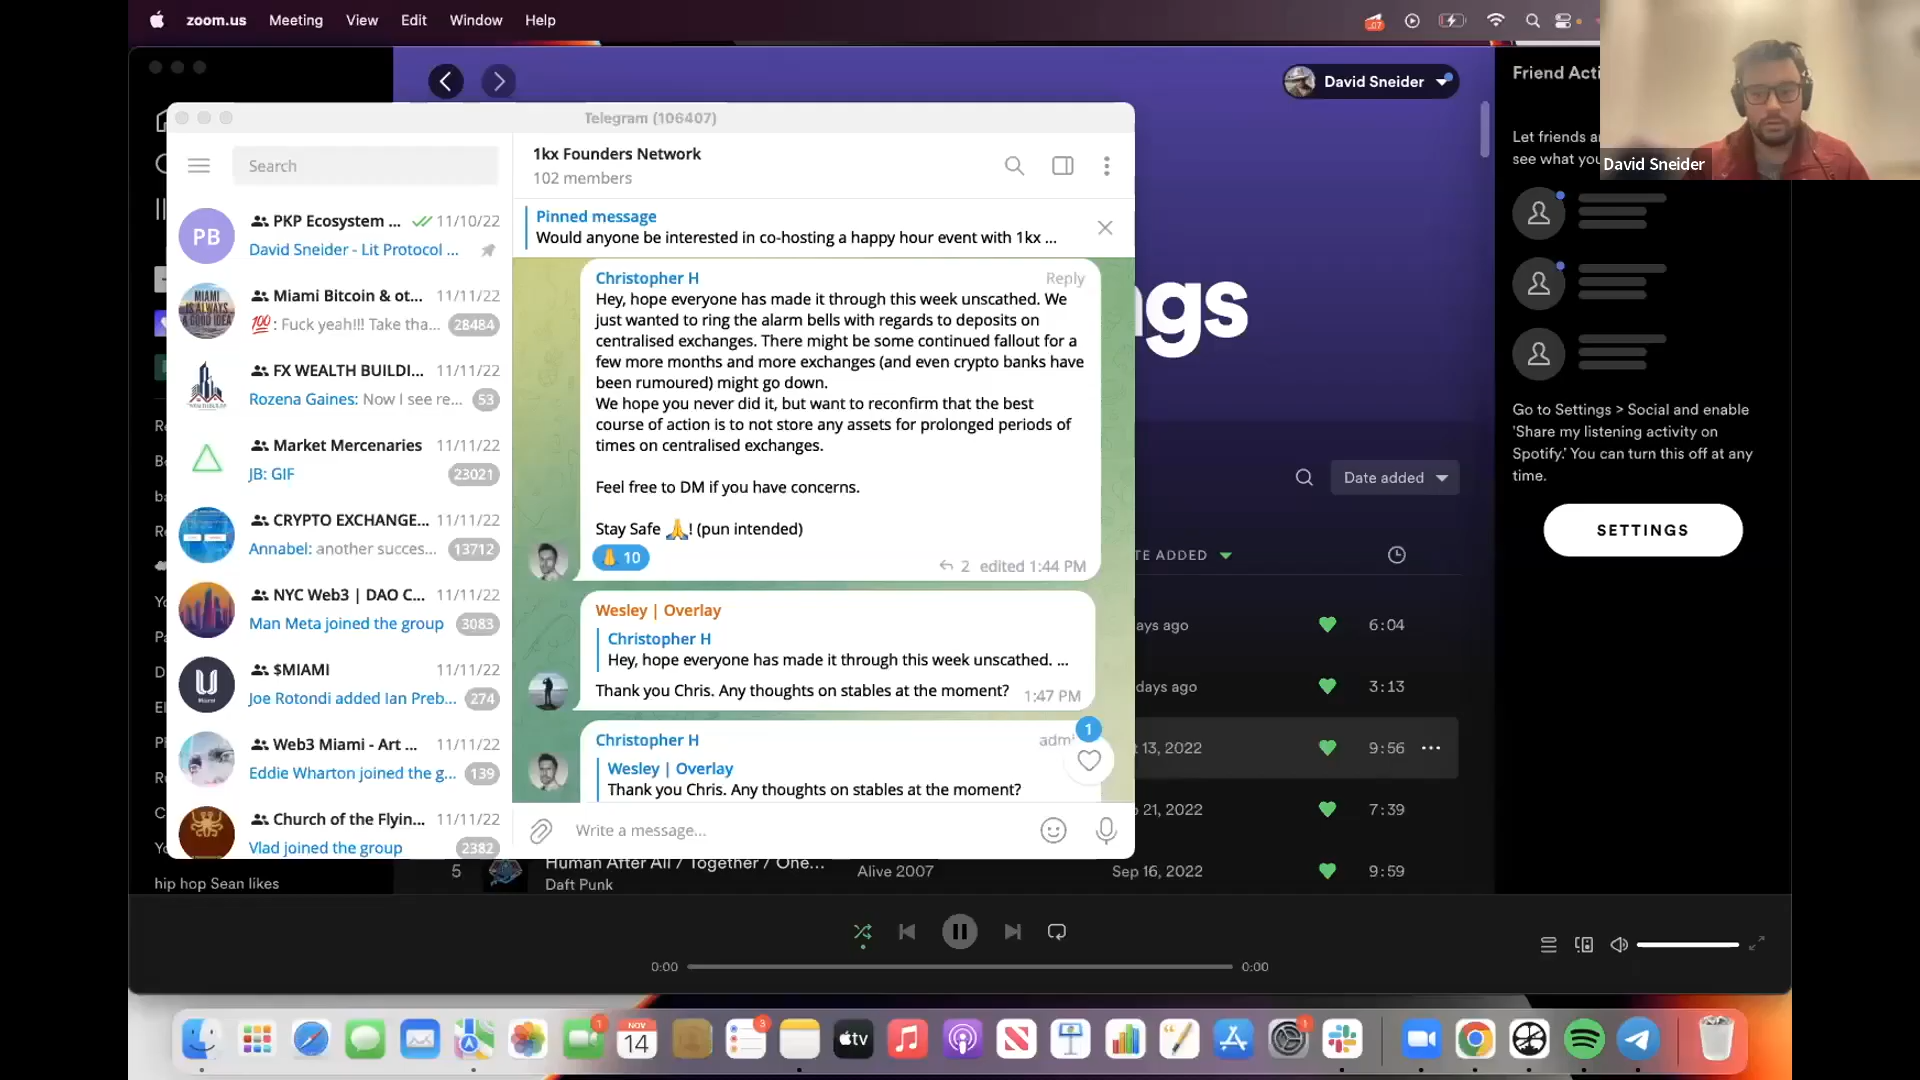 zoom.us Meeting View Edit Window Help
David Sneider
Friend Acti
Let friends a
see what you
David Sneider
Telegram (106407)
Search
1kx Founders Network
102 members
Pinned message
Would anyone be interested in co-hosting a happy hour event with 1kx ...
PB
PKP Ecosystem ... 11/10/22
David Sneider - Lit Protocol ...
Miami Bitcoin & ot... 11/11/22
💯: Fuck yeah!!! Take tha... 28484
FX WEALTH BUILDI... 11/11/22
Rozena Gaines: Now I see re... 53
Market Mercenaries 11/11/22
JB: GIF 23021
CRYPTO EXCHANGE... 11/11/22
Annabel: another succes... 13712
NYC Web3 | DAO C... 11/11/22
Man Meta joined the group 3083
$MIAMI 11/11/22
Joe Rotondi added Ian Preb... 274
Web3 Miami - Art ... 11/11/22
Eddie Wharton joined the g... 139
Church of the Flyin... 11/11/22
Vlad joined the group 2382
Christopher H Reply
Hey, hope everyone has made it through this week unscathed. We
just wanted to ring the alarm bells with regards to deposits on
centralised exchanges. There might be some continued fallout for a
few more months and more exchanges (and even crypto banks have
been rumoured) might go down.
We hope you never did it, but want to reconfirm that the best
course of action is to not store any assets for prolonged periods of
times on centralised exchanges.
Feel free to DM if you have concerns.
Stay Safe 🙏! (pun intended)
🙏 10
2 edited 1:44 PM
Wesley | Overlay
Christopher H
Hey, hope everyone has made it through this week unscathed. ...
Thank you Chris. Any thoughts on stables at the moment? 1:47 PM
Christopher H adm
1
Wesley | Overlay
Thank you Chris. Any thoughts on stables at the moment?
Write a message...
ngs
Date added
TE ADDED
ays ago 6:04
days ago 3:13
t 13, 2022 9:56
p 21, 2022 7:39
5 Human After All / Together / One... Alive 2007 Sep 16, 2022 9:59
Daft Punk
Go to Settings > Social and enable
'Share my listening activity on
Spotify.' You can turn this off at any
time.
SETTINGS
hip hop Sean likes
0:00 0:00
NOV
14
1
3
tv
1